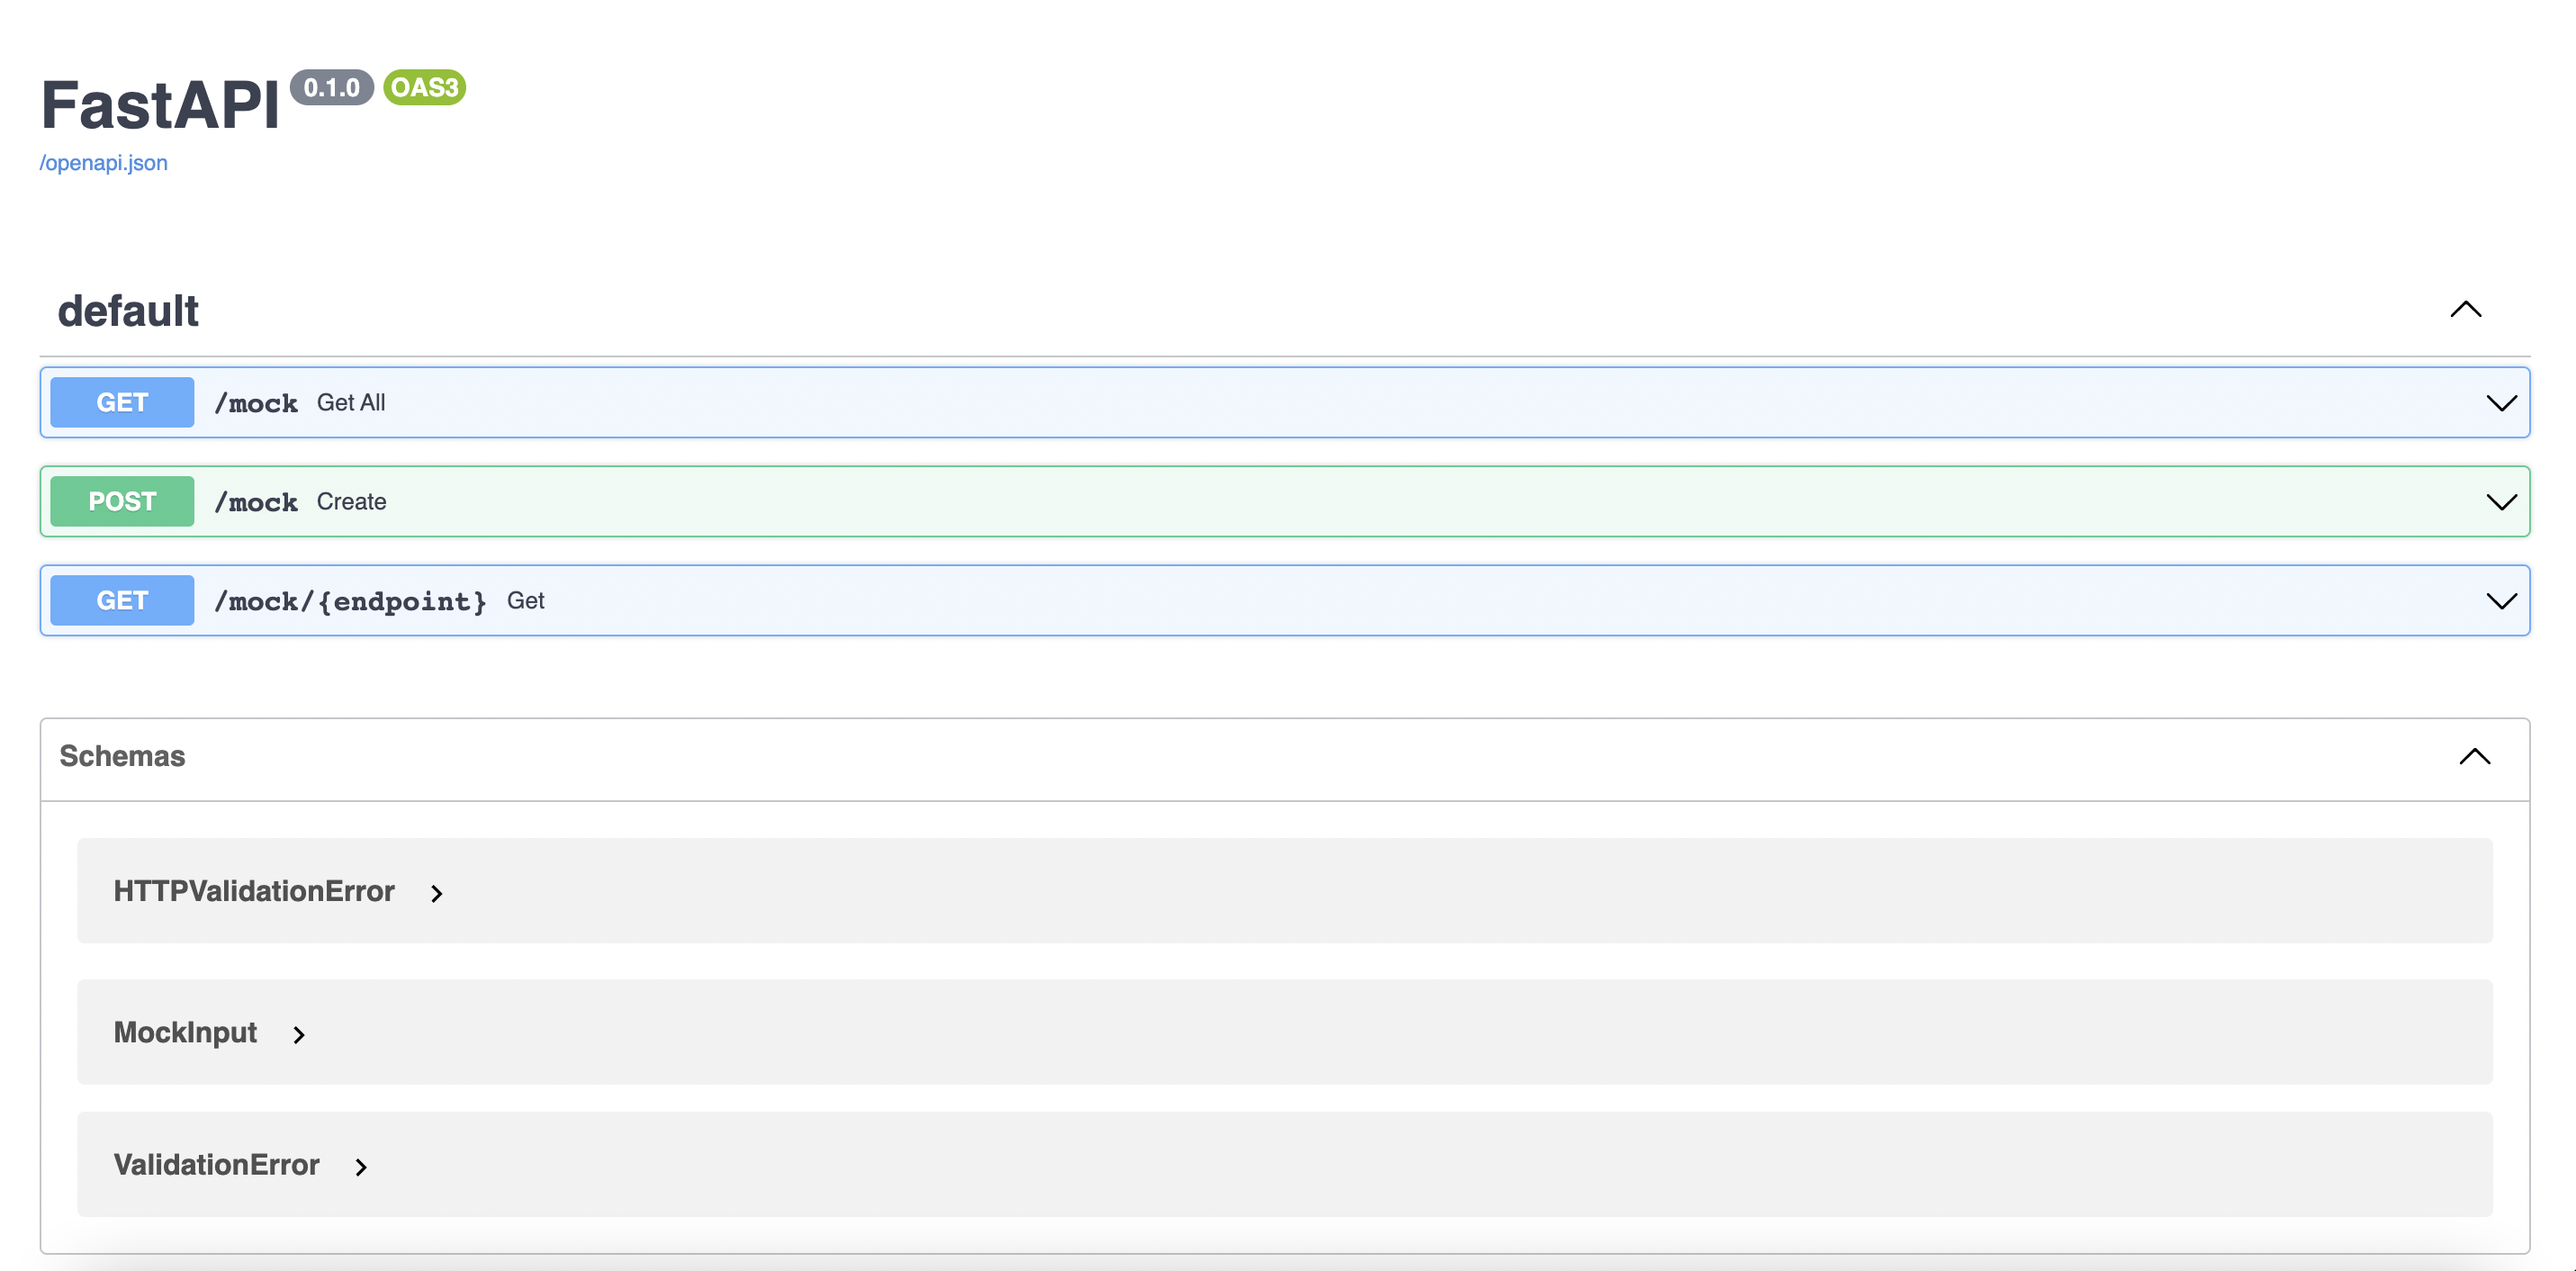 FastAPI 0.1.0 OAS3
/openapi.json
default
GET /mock Get All
POST /mock Create
GET /mock/{endpoint} Get
Schemas
HTTPValidationError
MockInput
ValidationError